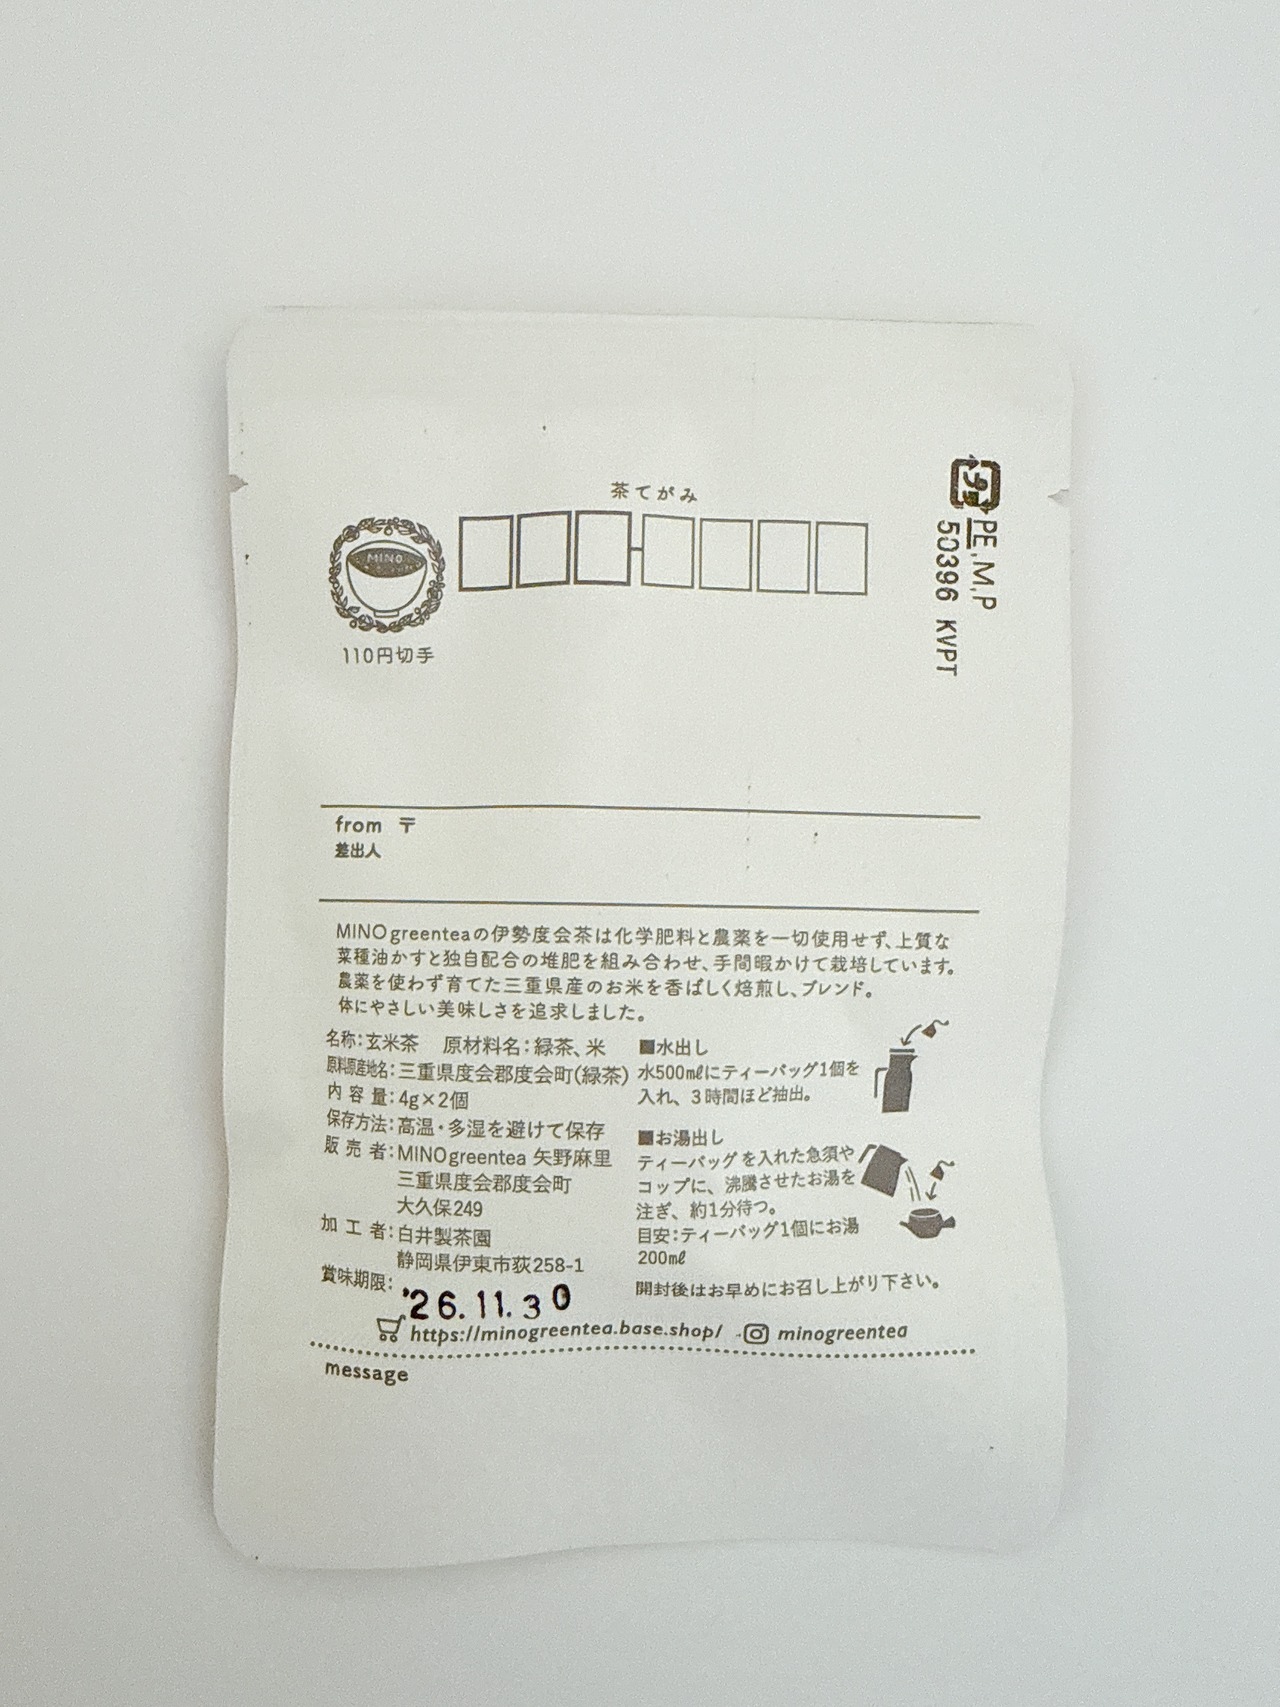 茶てがみ
MINO
110円切手
プラ
PE,M,P
50396 KVPT
from 〒
差出人
MINOgreenteaの伊勢度会茶は化学肥料と農薬を一切使用せず、上質な
菜種油かすと独自配合の堆肥を組み合わせ、手間暇かけて栽培しています。
農薬を使わず育てた三重県産のお米を香ばしく焙煎し、ブレンド。
体にやさしい美味しさを追求しました。
名称:玄米茶 原材料名:緑茶、米
原料原産地名:三重県度会郡度会町(緑茶)
内容量:4g×2個
保存方法:高温・多湿を避けて保存
販売者:MINOgreentea 矢野麻里
三重県度会郡度会町
大久保249
加工者:白井製茶園
静岡県伊東市荻258-1
賞味期限:
'26.11.30
■水出し
水500mℓにティーバッグ1個を
入れ、3時間ほど抽出。
■お湯出し
ティーバッグを入れた急須や
コップに、沸騰させたお湯を
注ぎ、約1分待つ。
目安:ティーバッグ1個にお湯
200mℓ
開封後はお早めにお召し上がり下さい。
https://minogreentea.base.shop/ minogreentea
message